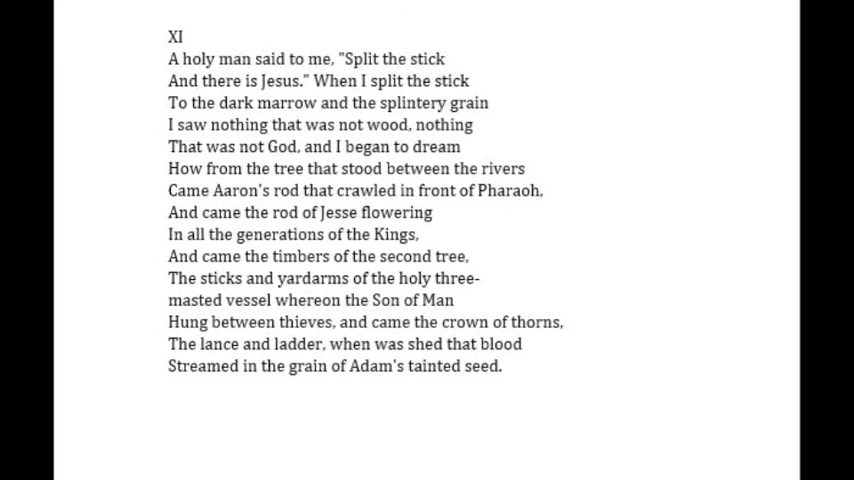 XI
A holy man said to me, "Split the stick
And there is Jesus." When I split the stick
To the dark marrow and the splintery grain
I saw nothing that was not wood, nothing
That was not God, and I began to dream
How from the tree that stood between the rivers
Came Aaron's rod that crawled in front of Pharaoh,
And came the rod of Jesse flowering
In all the generations of the Kings,
And came the timbers of the second tree,
The sticks and yardarms of the holy three-
masted vessel whereon the Son of Man
Hung between thieves, and came the crown of thorns,
The lance and ladder, when was shed that blood
Streamed in the grain of Adam's tainted seed.